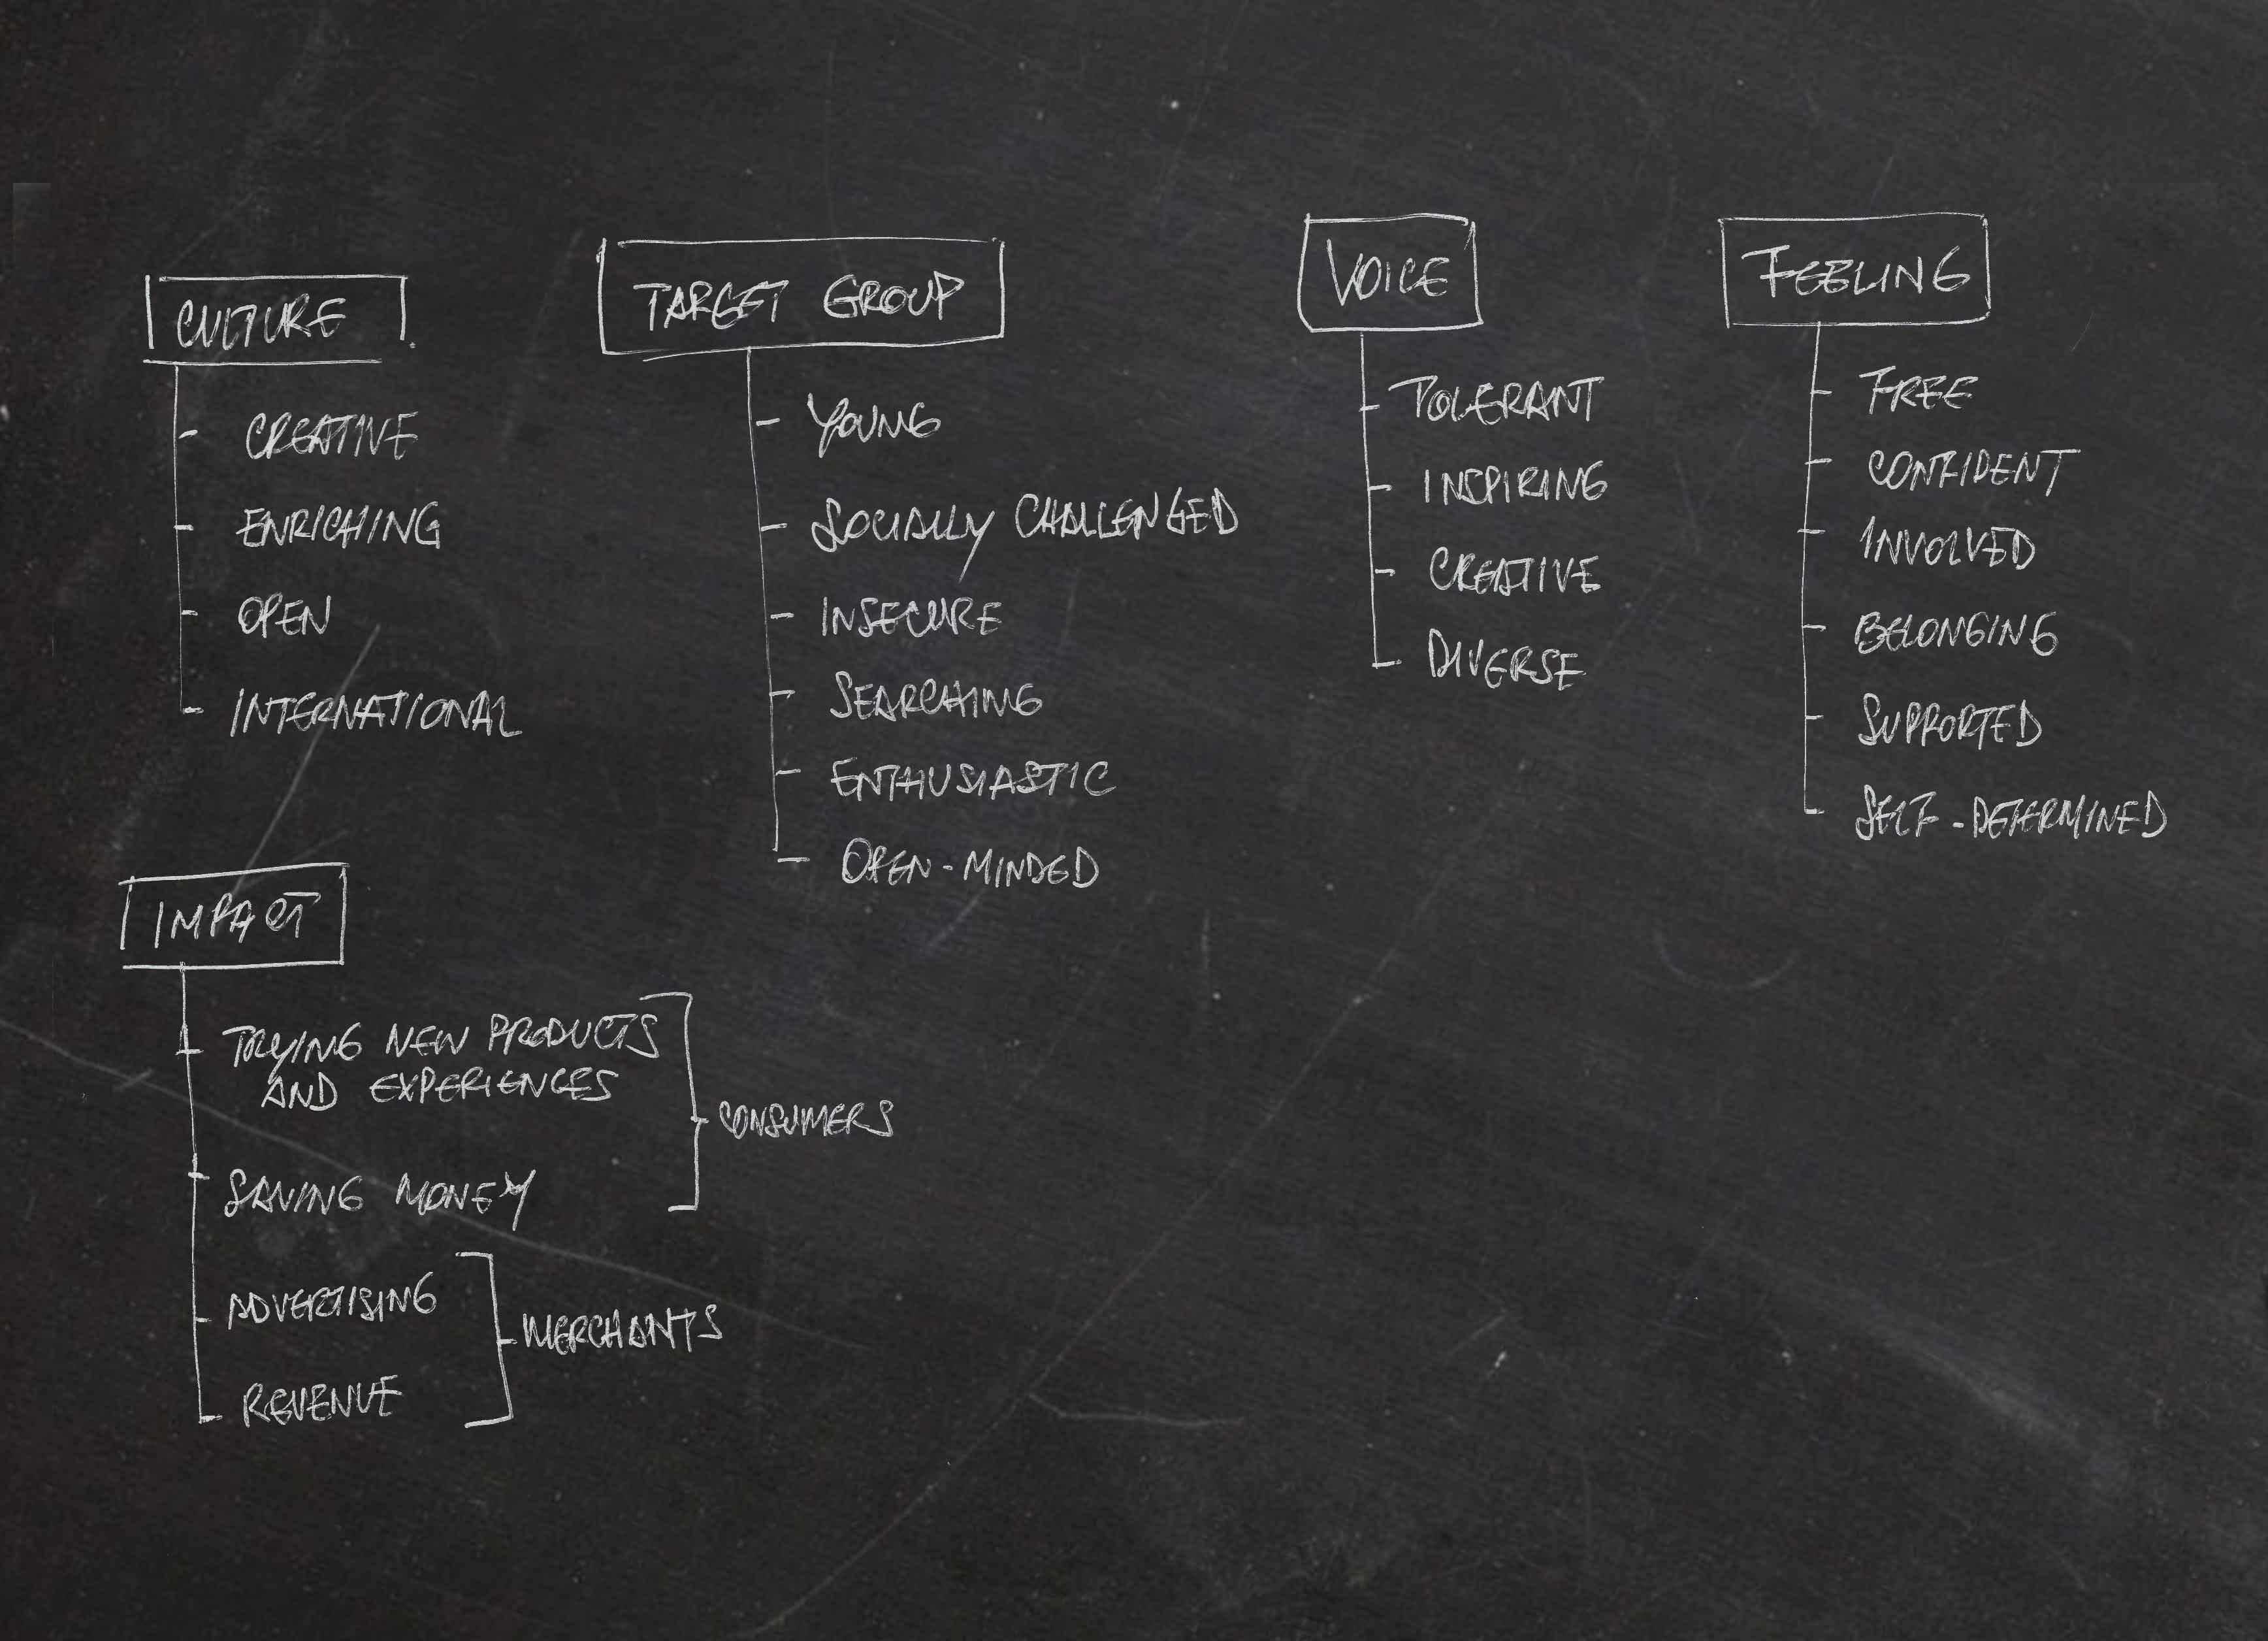 CULTURE
CREATIVE
ENRICHING
OPEN
INTERNATIONAL
TARGET GROUP
YOUNG
SOCIALLY CHALLENGED
INSECURE
SEARCHING
ENTHUSIASTIC
OPEN-MINDED
VOICE
TOLERANT
INSPIRING
CREATIVE
DIVERSE
FEELING
FREE
CONFIDENT
INVOLVED
BELONGING
SUPPORTED
SELF-DETERMINED
IMPACT
TRYING NEW PRODUCTS
AND EXPERIENCES
SAVING MONEY
CONSUMERS
ADVERTISING
REVENUE
MERCHANTS